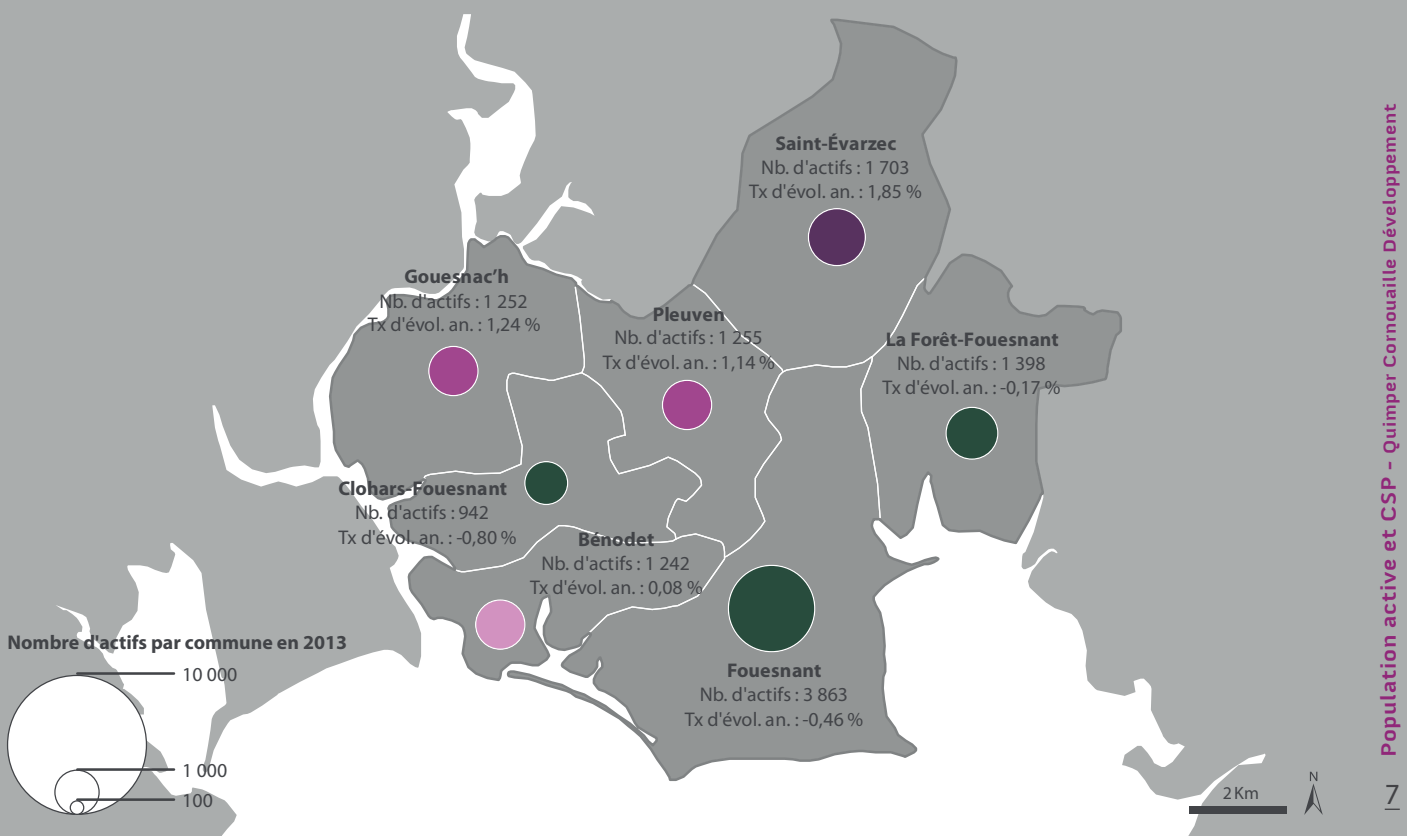 Saint-Évarzec
Nb. d'actifs : 1 703
Tx d'évol. an. : 1,85 %
Gouesnac’h
Nb. d'actifs : 1 252
Tx d'évol. an. : 1,24 %
Pleuven
Nb. d'actifs : 1 255
Tx d'évol. an. : 1,14 %
La Forêt-Fouesnant
Nb. d'actifs : 1 398
Tx d'évol. an. : -0,17 %
Clohars-Fouesnant
Nb. d'actifs : 942
Tx d'évol. an. : -0,80 %
Bénodet
Nb. d'actifs : 1 242
Tx d'évol. an. : 0,08 %
Fouesnant
Nb. d'actifs : 3 863
Tx d'évol. an. : -0,46 %
Nombre d'actifs par commune en 2013
10 000
1 000
100
2 Km
N
Population active et CSP - Quimper Cornouaille Développement
7